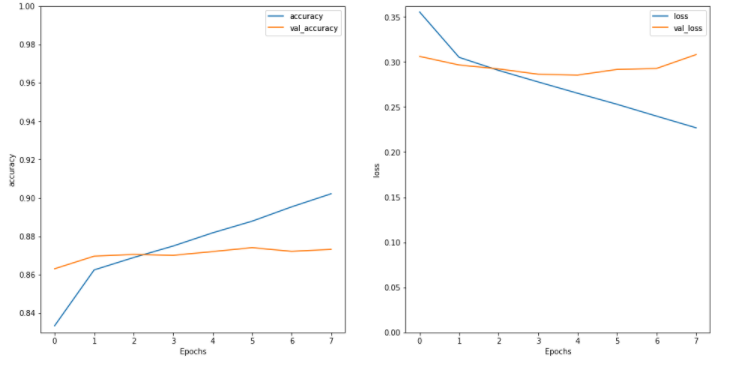 1.00
0.98
0.96
0.94
0.92
0.90
0.88
0.86
0.84
accuracy
0 1 2 3 4 5 6 7
Epochs
accuracy
val_accuracy
0.35
0.30
0.25
0.20
0.15
0.10
0.05
0.00
loss
0 1 2 3 4 5 6 7
Epochs
loss
val_loss